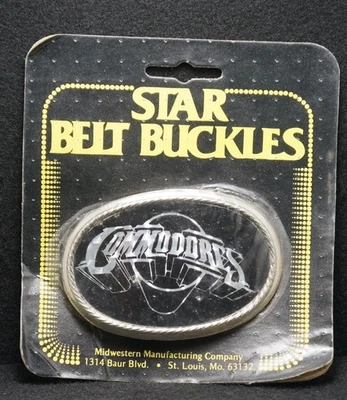 STAR
BELT BUCKLES
COMMODORES
Midwestern Manufacturing Company
1314 Baur Blvd. • St. Louis, Mo. 63132